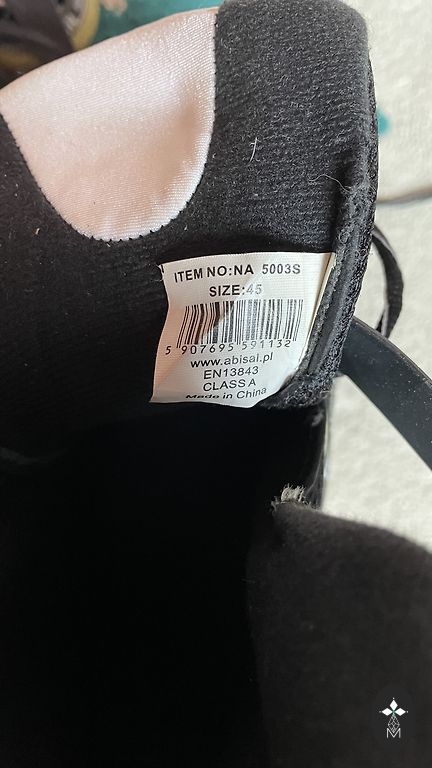 ITEM NO:NA 5003S
SIZE:45
5 907695 591132
www.abisal.pl
EN13843
CLASS A
Made in China
M